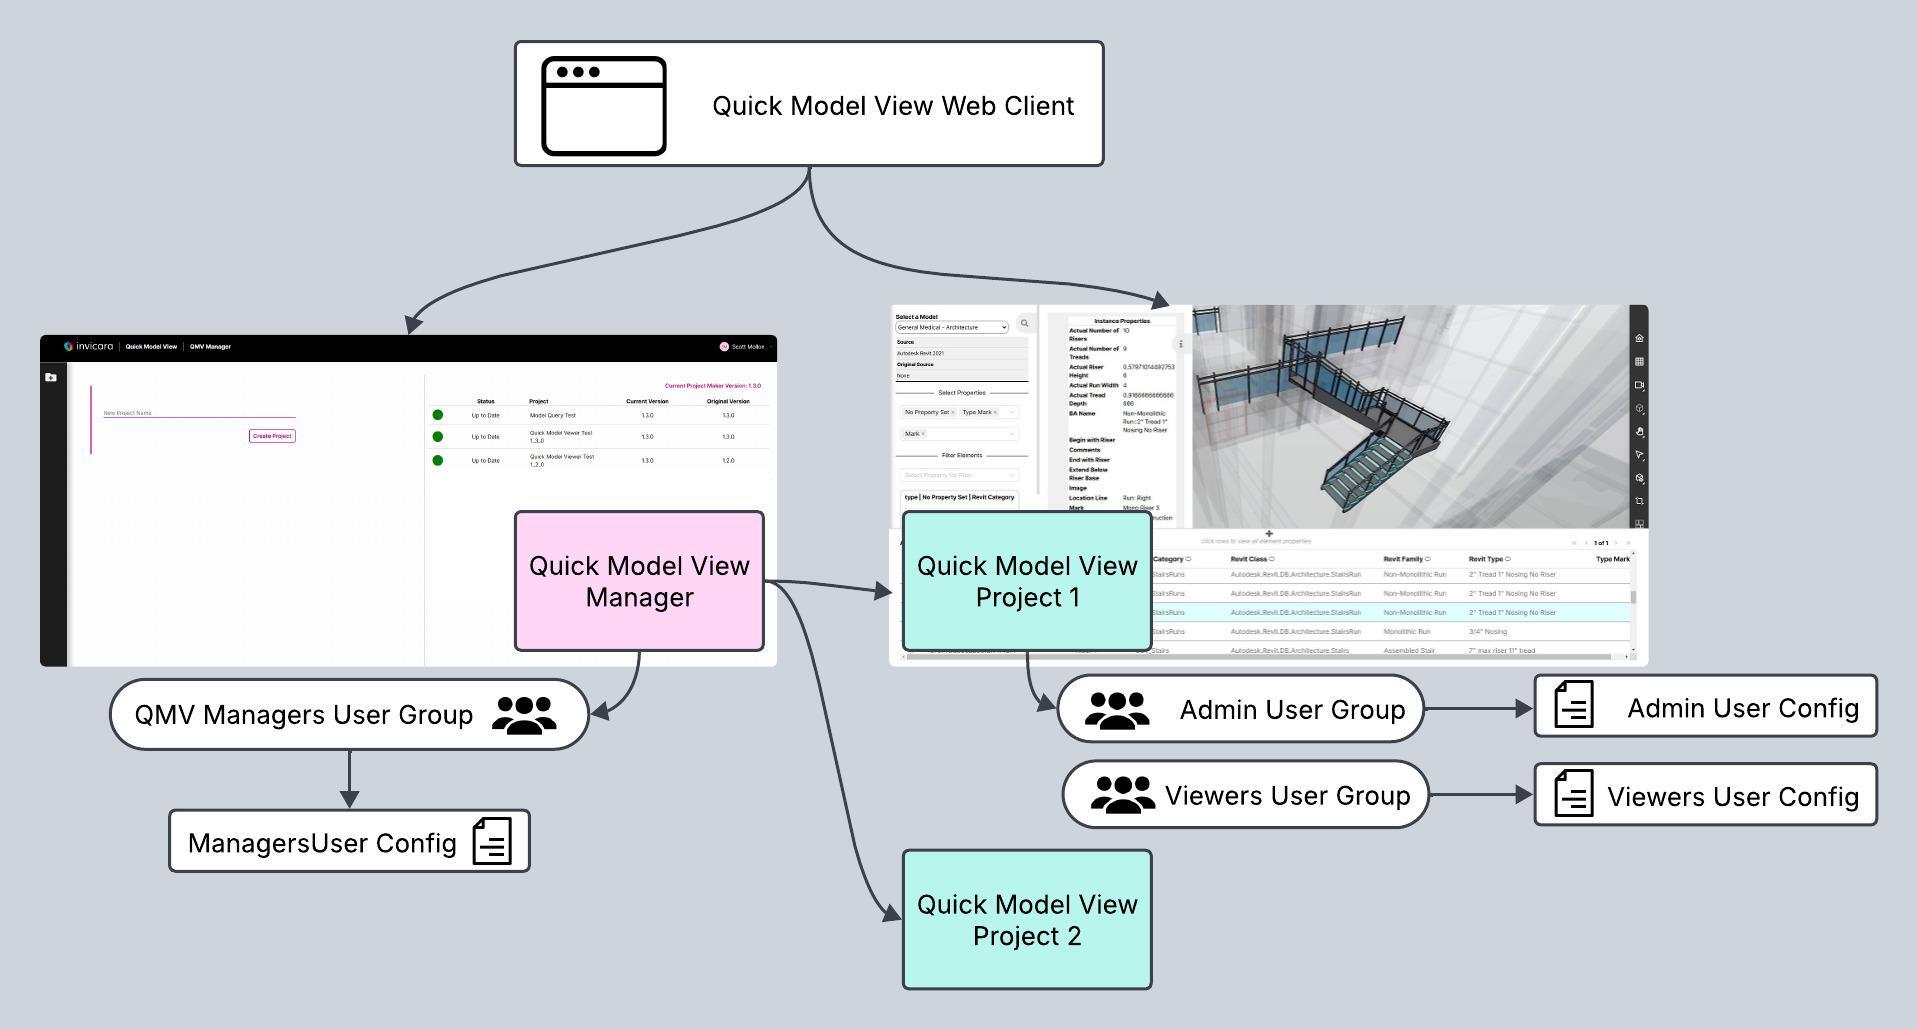 Quick Model View Web Client
invicara
Quick Model View
QMV Manager
Scott Mollon
New Project Name
Create Project
Current Project Maker Version: 1.3.0
Status Project Current Version Original Version
Up to Date Model Query Test 1.3.0 1.3.0
Up to Date Quick Model Vewer Test 1.3.0 1.3.0
1_3_0
Up to Date Quick Model Viewer Test 1.3.0 1.2.0
1_2_0
Quick Model View
Manager
QMV Managers User Group
ManagersUser Config
Select a Model
General Medical - Architecture
Source
Autodesk Revit 2021
Original Source
None
Select Properties
No Property Set × Type Mark ×
Mark ×
Filter Elements
Select Property for Filter
type | No Property Set | Revit Category
Instance Properties
Actual Number of 10
Risers
Actual Number of 9
Treads
Actual Riser 0.57971014492753
Height 6
Actual Run Width 4
Actual Tread 0.9166666666666
Depth 666
BA Name Non-Monolithic
Run:2" Tread 1"
Nosing No Riser
Begin with Riser
Comments
End with Riser
Extend Below
Riser Base
Image
Location Line Run: Right
Mark Mono Riser 3
ruction
click rows to view all element properties
1 of 1
Category Revit Class Revit Family Revit Type Type Mark
StairsRuns Autodesk.Revit.DB.Architecture.StairsRun Non-Monolithic Run 2" Tread 1" Nosing No Riser
StairsRuns Autodesk.Revit.DB.Architecture.StairsRun Non-Monolithic Run 2" Tread 1" Nosing No Riser
StairsRuns Autodesk.Revit.DB.Architecture.StairsRun Non-Monolithic Run 2" Tread 1" Nosing No Riser
StairsRuns Autodesk.Revit.DB.Architecture.StairsRun Monolithic Run 3/4" Nosing
Stairs Autodesk.Revit.DB.Architecture.Stairs Assembled Stair 7" max riser 11" tread
Quick Model View
Project 1
Admin User Group
Admin User Config
Viewers User Group
Viewers User Config
Quick Model View
Project 2